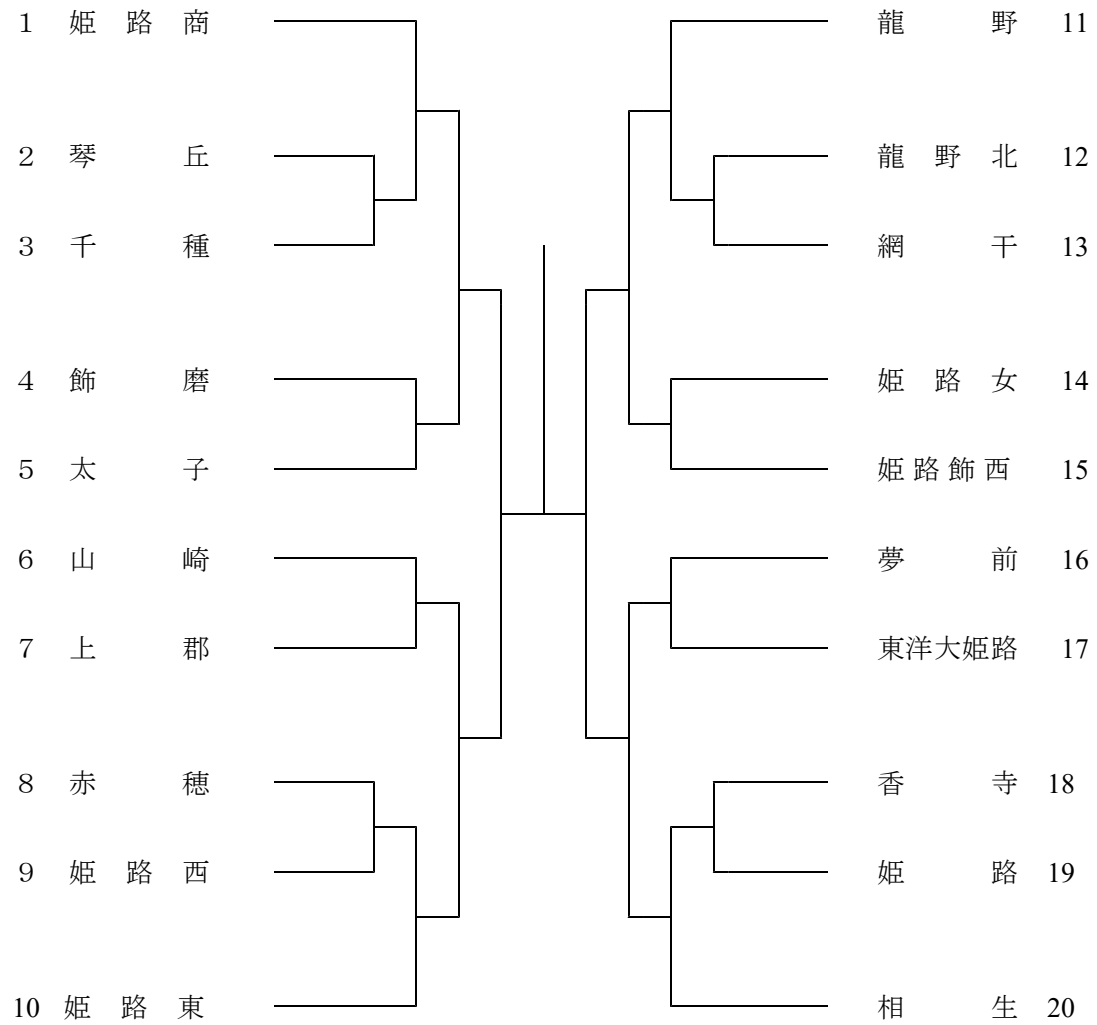 1 姫路商
2 琴丘
3 千種
4 飾磨
5 太子
6 山崎
7 上郡
8 赤穂
9 姫路西
10 姫路東
龍野 11
龍野北 12
網干 13
姫路女 14
姫路飾西 15
夢前 16
東洋大姫路 17
香寺 18
姫路 19
相生 20